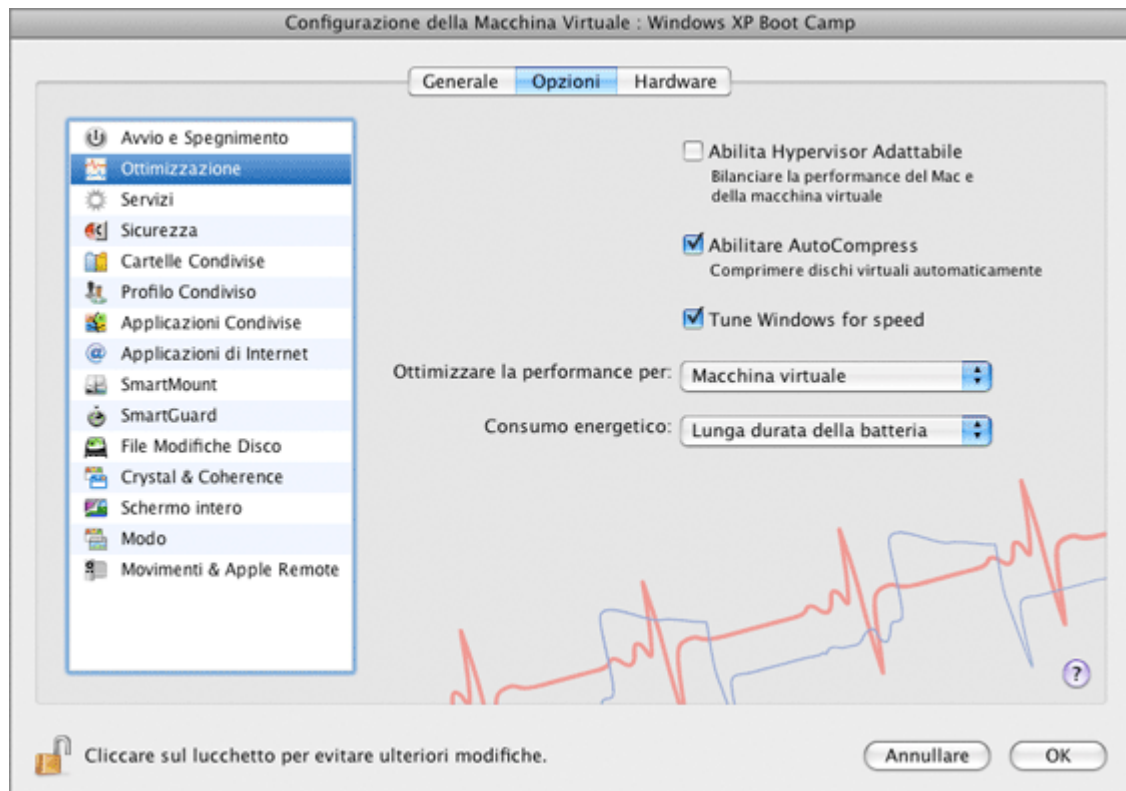 Configurazione della Macchina Virtuale : Windows XP Boot Camp
Generale Opzioni Hardware
Avvio e Spegnimento
Ottimizzazione
Servizi
Sicurezza
Cartelle Condivise
Profilo Condiviso
Applicazioni Condivise
Applicazioni di Internet
SmartMount
SmartGuard
File Modifiche Disco
Crystal & Coherence
Schermo intero
Modo
Movimenti & Apple Remote
Abilita Hypervisor Adattabile
Bilanciare la performance del Mac e
della macchina virtuale
Abilitare AutoCompress
Comprimere dischi virtuali automaticamente
Tune Windows for speed
Ottimizzare la performance per: Macchina virtuale
Consumo energetico: Lunga durata della batteria
?
Cliccare sul lucchetto per evitare ulteriori modifiche.
Annullare OK